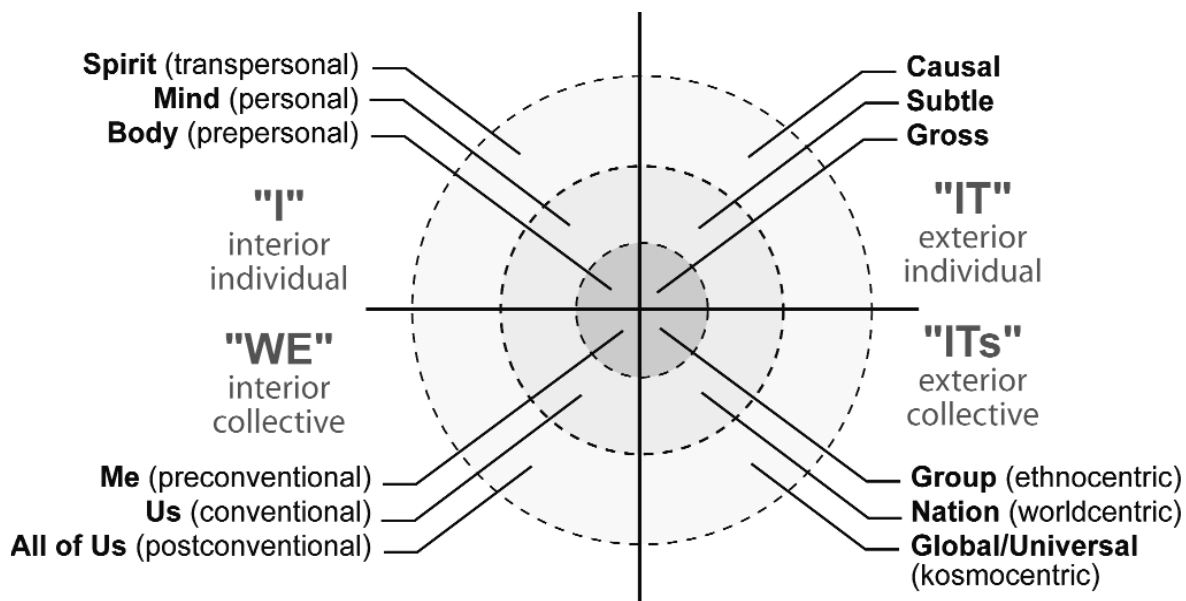 Spirit (transpersonal)
Mind (personal)
Body (prepersonal)
Causal
Subtle
Gross
"I"
interior
individual
"IT"
exterior
individual
"WE"
interior
collective
"ITs"
exterior
collective
Me (preconventional)
Us (conventional)
All of Us (postconventional)
Group (ethnocentric)
Nation (worldcentric)
Global/Universal
(kosmocentric)